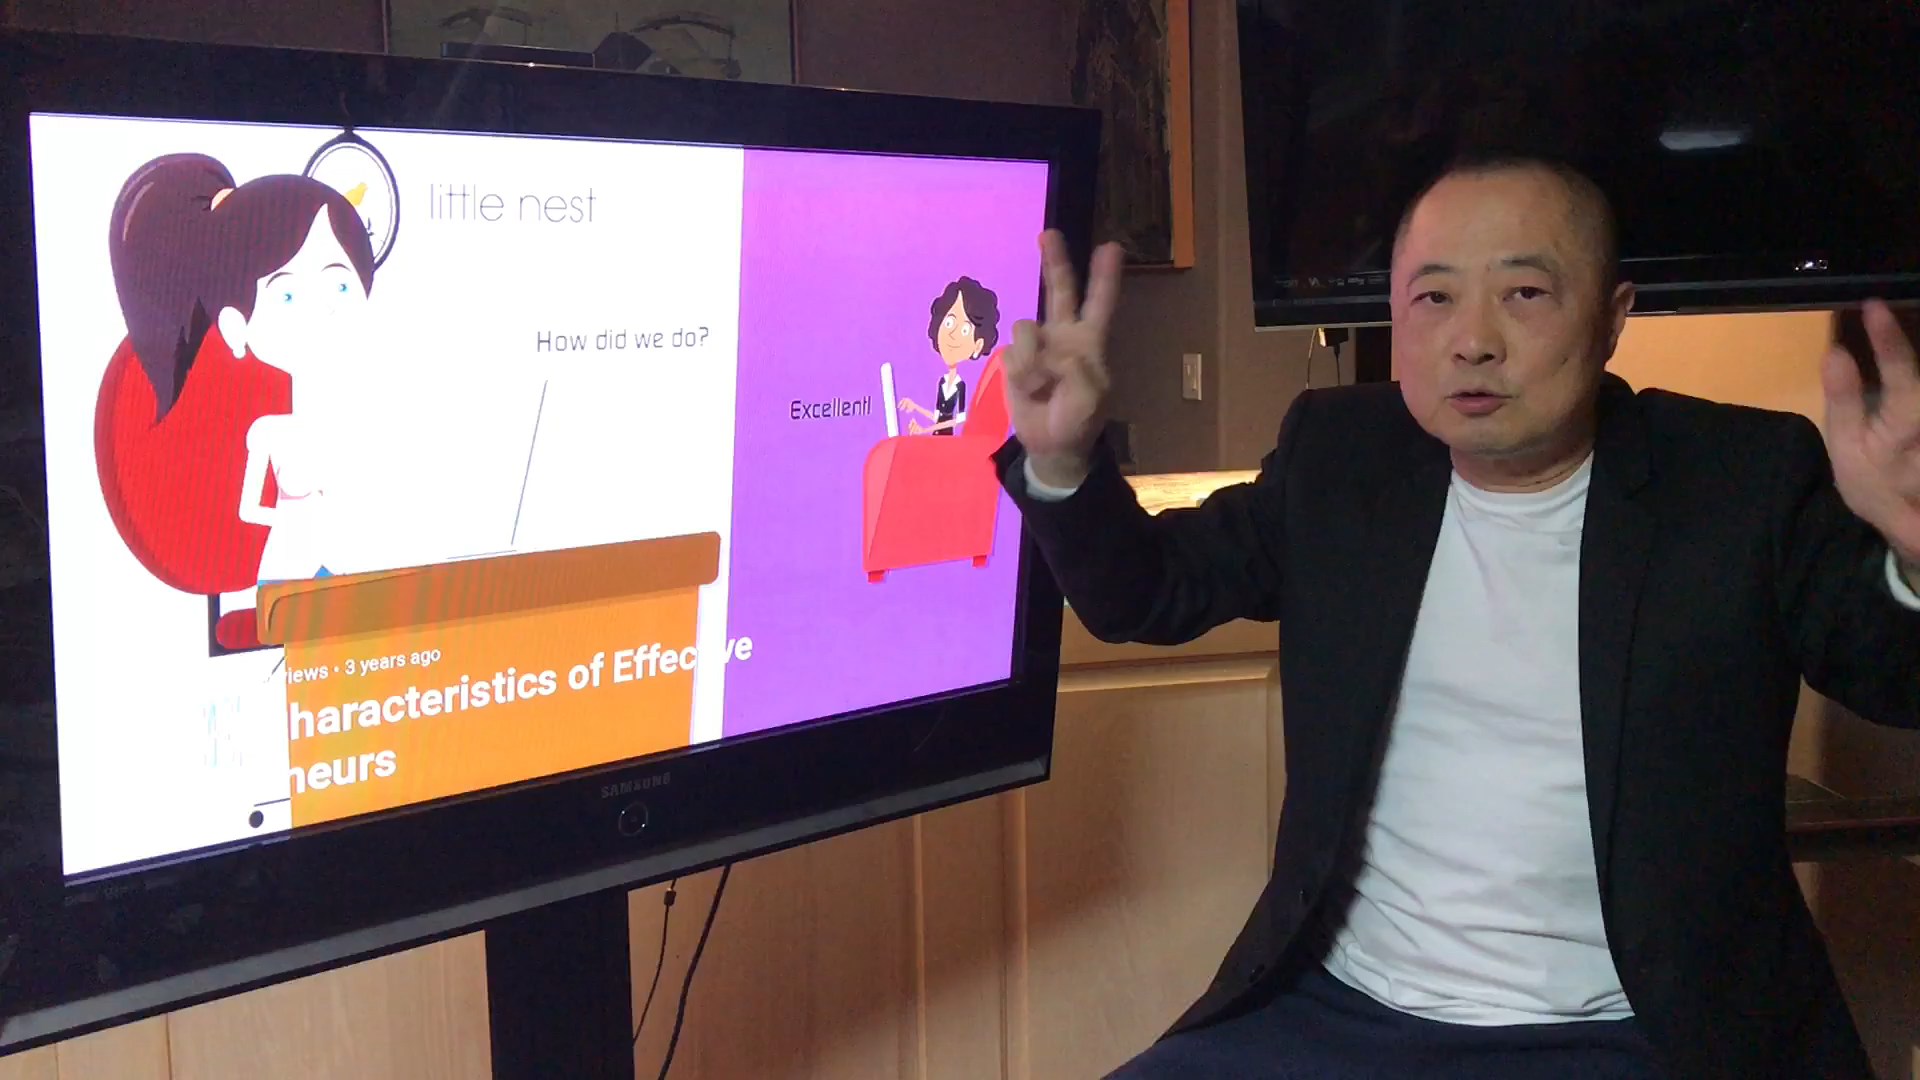 little nest
How did we do?
Excellent!
iews • 3 years ago
haracteristics of Effec ve
neurs
SAMSUNG